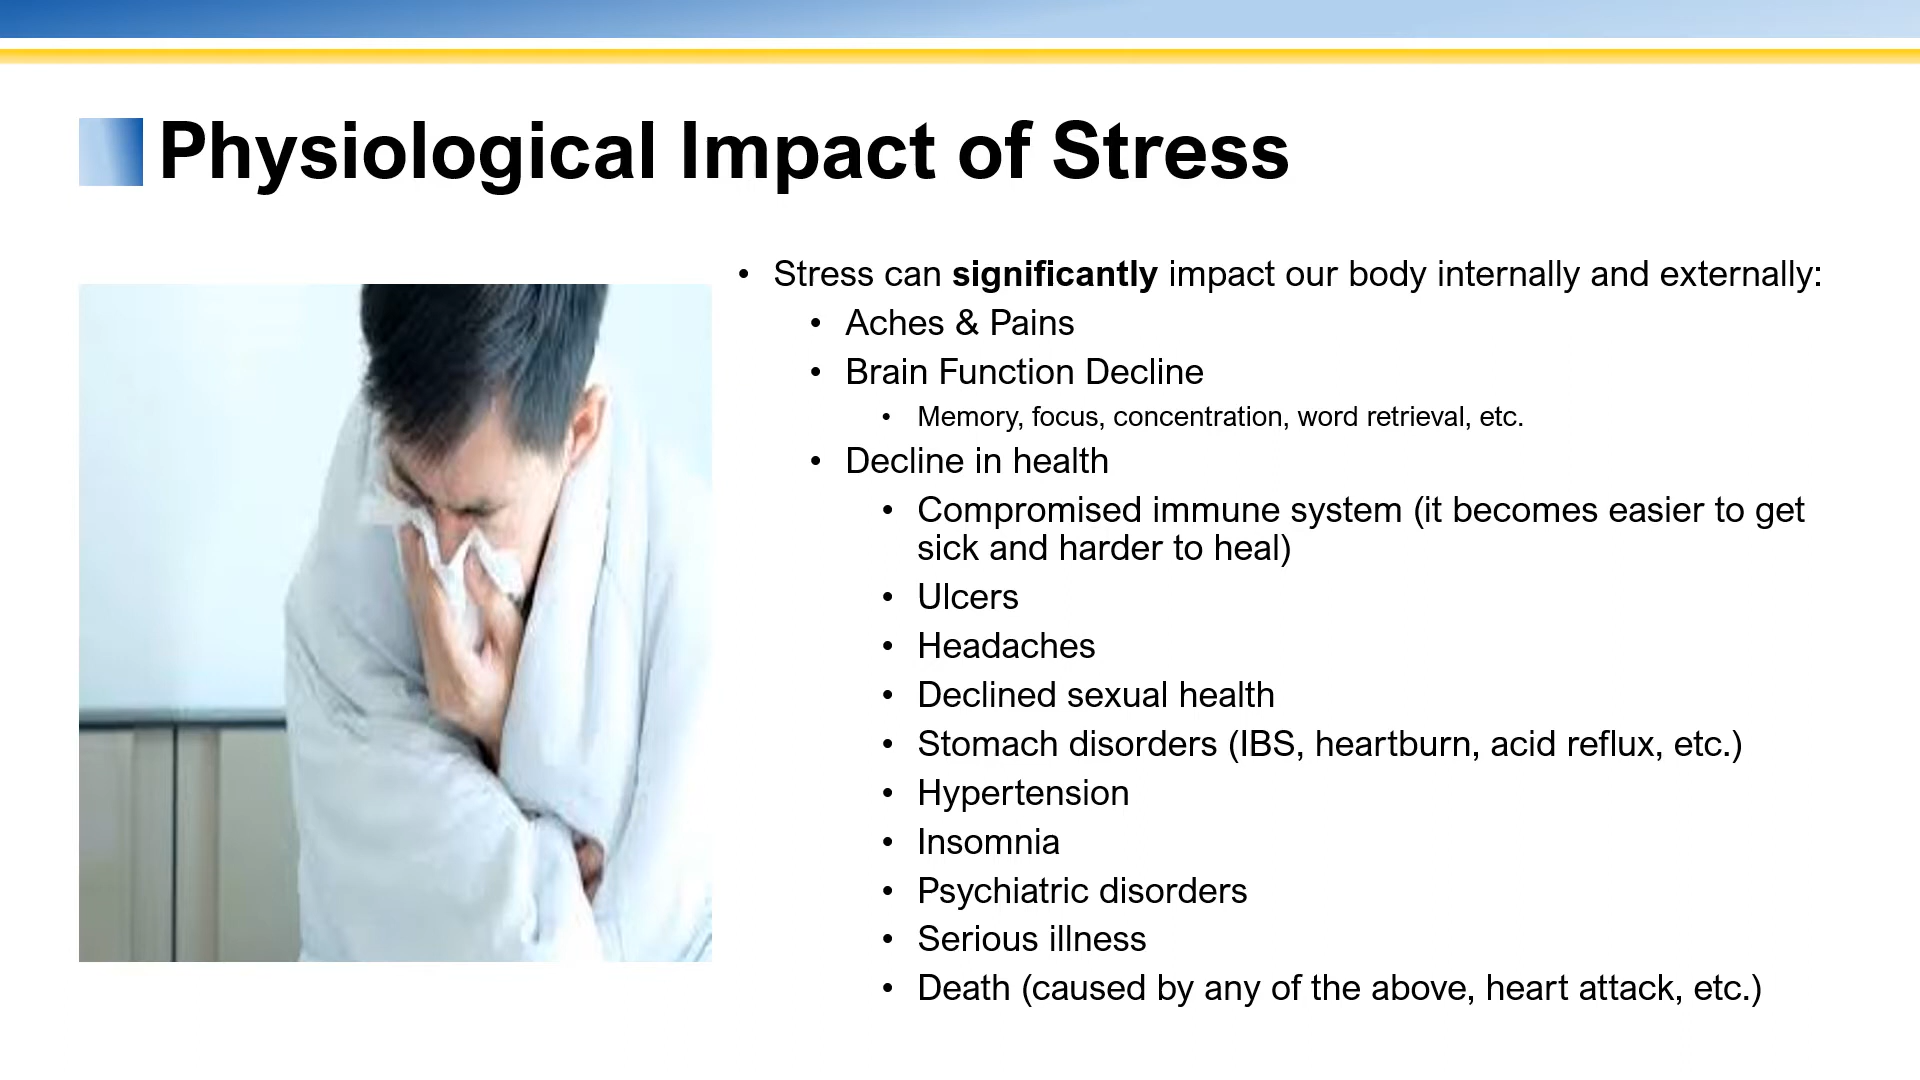 Physiological Impact of Stress
• Stress can significantly impact our body internally and externally:
• Aches & Pains
• Brain Function Decline
• Memory, focus, concentration, word retrieval, etc.
• Decline in health
• Compromised immune system (it becomes easier to get
sick and harder to heal)
• Ulcers
• Headaches
• Declined sexual health
• Stomach disorders (IBS, heartburn, acid reflux, etc.)
• Hypertension
• Insomnia
• Psychiatric disorders
• Serious illness
• Death (caused by any of the above, heart attack, etc.)